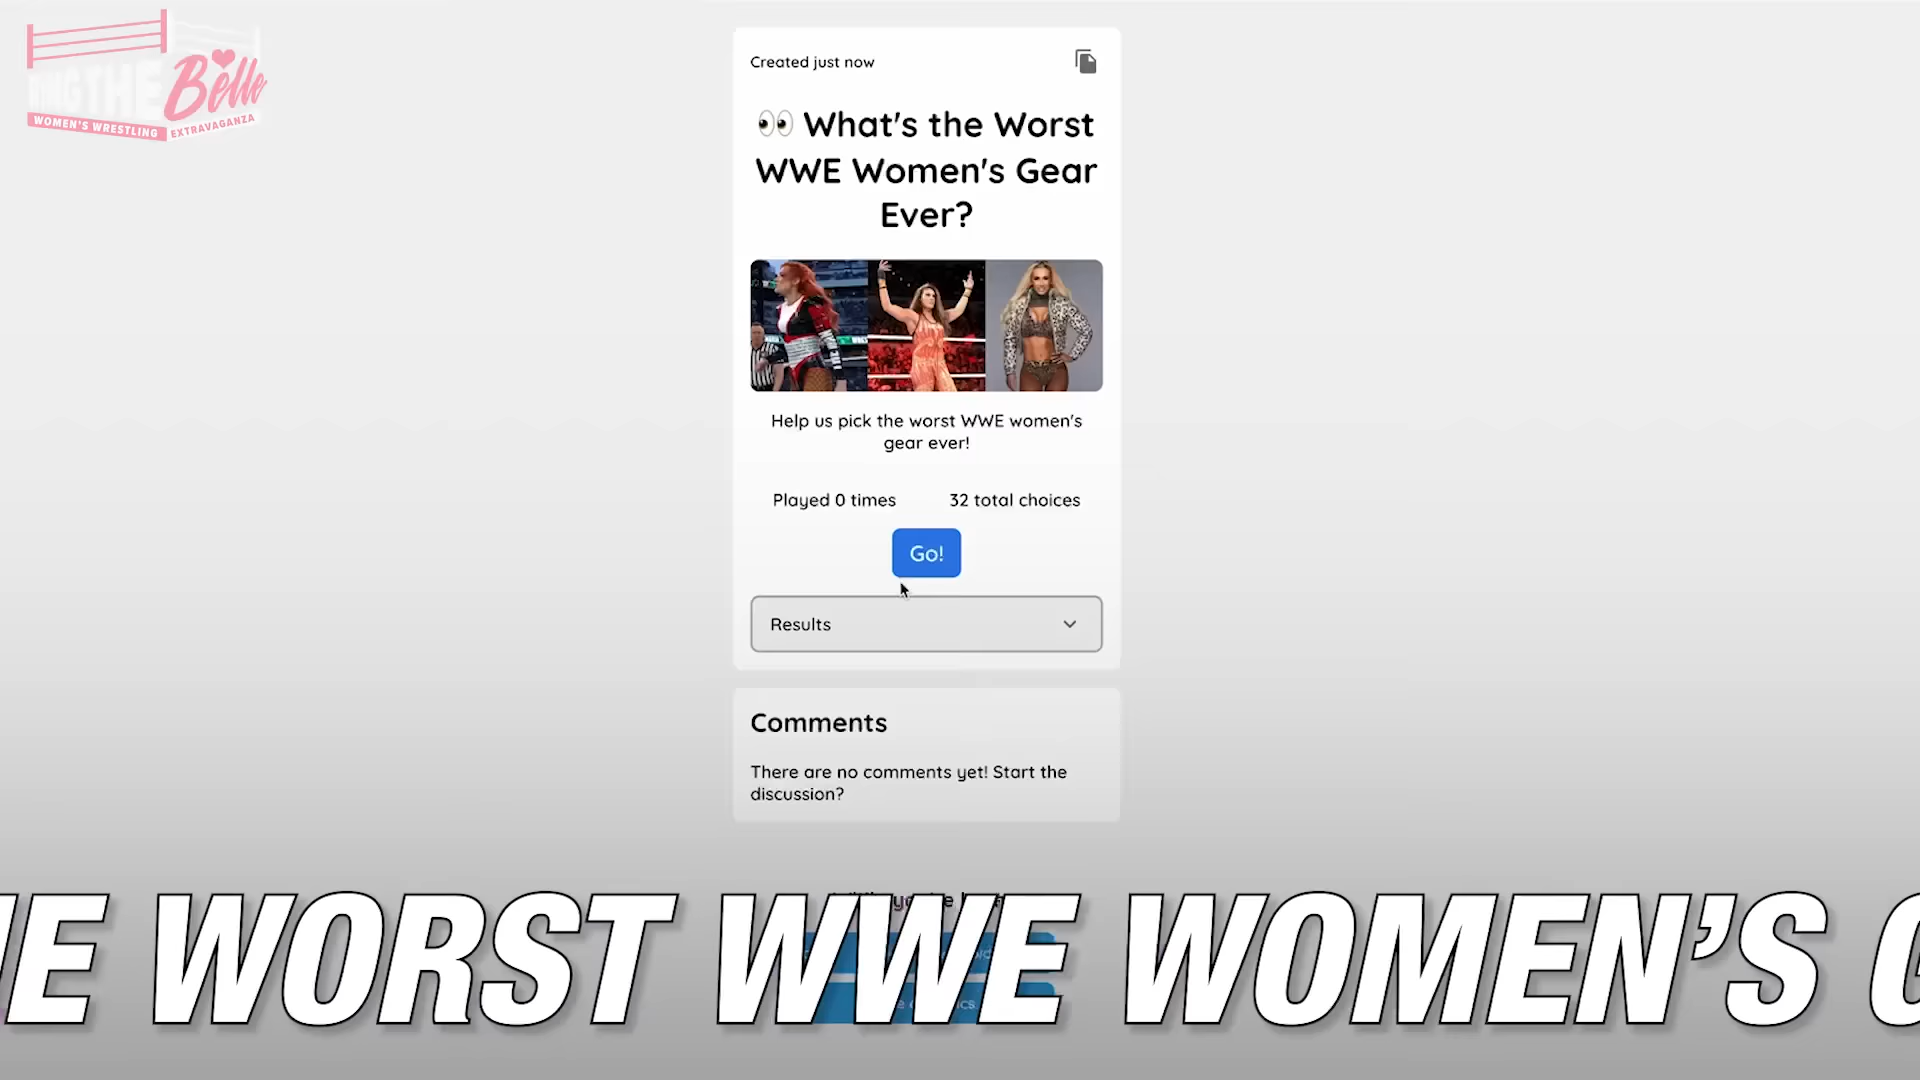 THE Belle
WOMEN'S WRESTLING EXTRAVAGANZA
Created just now
👀 What's the Worst
WWE Women's Gear
Ever?
Help us pick the worst WWE women's
gear ever!
Played 0 times
32 total choices
Go!
Results
Comments
There are no comments yet! Start the
discussion?
WORST WWE WOMEN'S